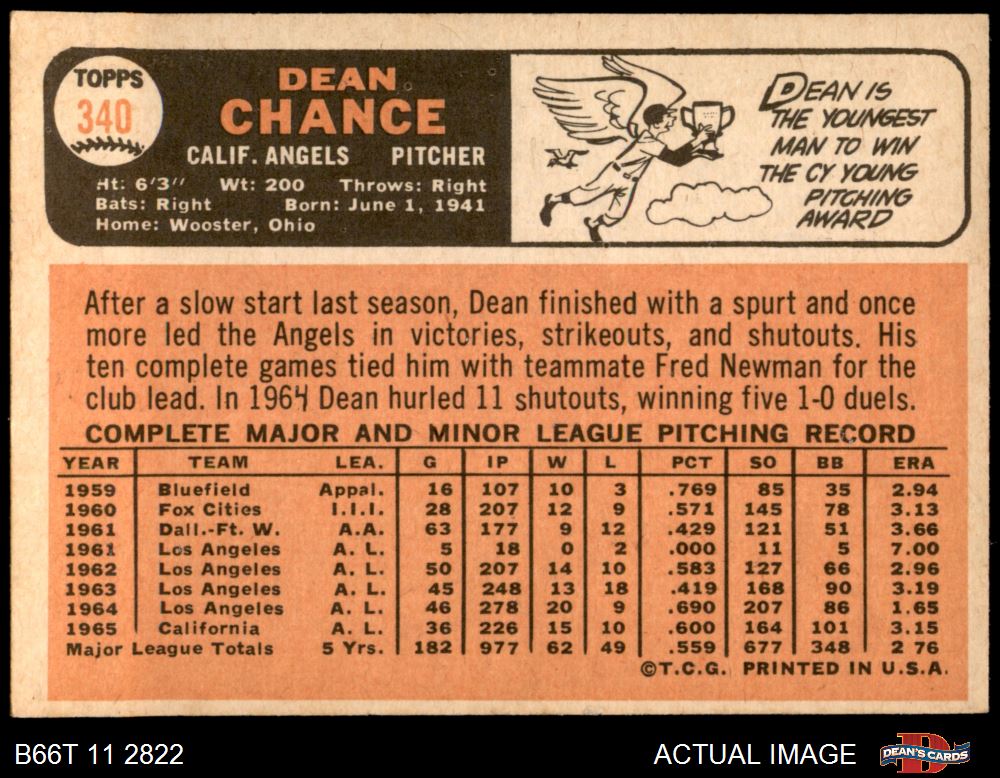 TOPPS
340
DEAN
CHANCE
CALIF. ANGELS PITCHER
Ht: 6'3" Wt: 200 Throws: Right
Bats: Right Born: June 1, 1941
Home: Wooster, Ohio
DEAN IS
THE YOUNGEST
MAN TO WIN
THE CY YOUNG
PITCHING
AWARD
After a slow start last season, Dean finished with a spurt and once
more led the Angels in victories, strikeouts, and shutouts. His
ten complete games tied him with teammate Fred Newman for the
club lead. In 1964 Dean hurled 11 shutouts, winning five 1-0 duels.
COMPLETE MAJOR AND MINOR LEAGUE PITCHING RECORD
YEAR TEAM LEA. G IP W L PCT SO BB ERA
1959 Bluefield Appal. 16 107 10 3 .769 85 35 2.94
1960 Fox Cities I.I.I. 28 207 12 9 .571 145 78 3.13
1961 Dall.-Ft. W. A.A. 63 177 9 12 .429 121 51 3.66
1961 Los Angeles A. L. 5 18 0 2 .000 11 5 7.00
1962 Los Angeles A. L. 50 207 14 10 .583 127 66 2.96
1963 Los Angeles A. L. 45 248 13 18 .419 168 90 3.19
1964 Los Angeles A. L. 46 278 20 9 .690 207 86 1.65
1965 California A. L. 36 226 15 10 .600 164 101 3.15
Major League Totals 5 Yrs. 182 977 62 49 .559 677 348 2 76
©T.C.G. PRINTED IN U.S.A.
B66T 11 2822
ACTUAL IMAGE
DEAN'S CARDS